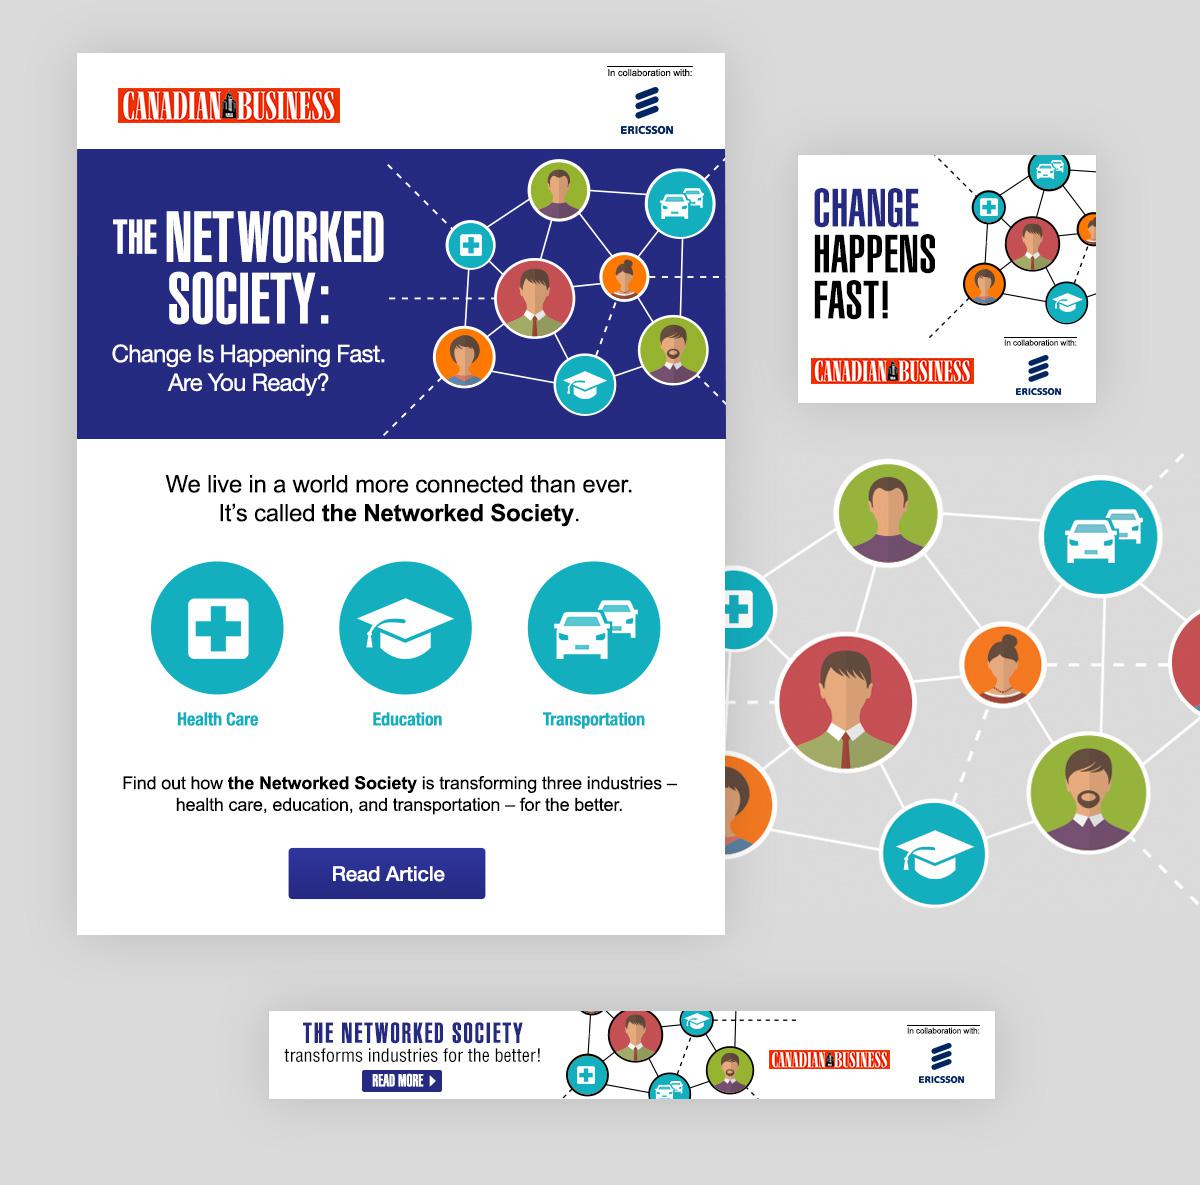 CANADIAN BUSINESS
In collaboration with:
ERICSSON
THE NETWORKED
SOCIETY:
Change Is Happening Fast.
Are You Ready?
We live in a world more connected than ever.
It's called the Networked Society.
Health Care
Education
Transportation
Find out how the Networked Society is transforming three industries –
health care, education, and transportation – for the better.
Read Article
CHANGE
HAPPENS
FAST!
In collaboration with:
CANADIAN BUSINESS
ERICSSON
THE NETWORKED SOCIETY
transforms industries for the better!
READ MORE
CANADIAN BUSINESS
In collaboration with:
ERICSSON